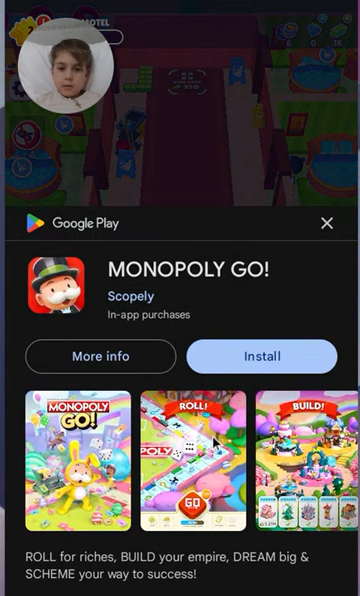 MOTEL
Google Play
MONOPOLY GO!
Scopely
In-app purchases
More info
Install
MONOPOLY
GO!
ROLL!
POLY
GO
BUILD!
ROLL for riches, BUILD your empire, DREAM big &
SCHEME your way to success!